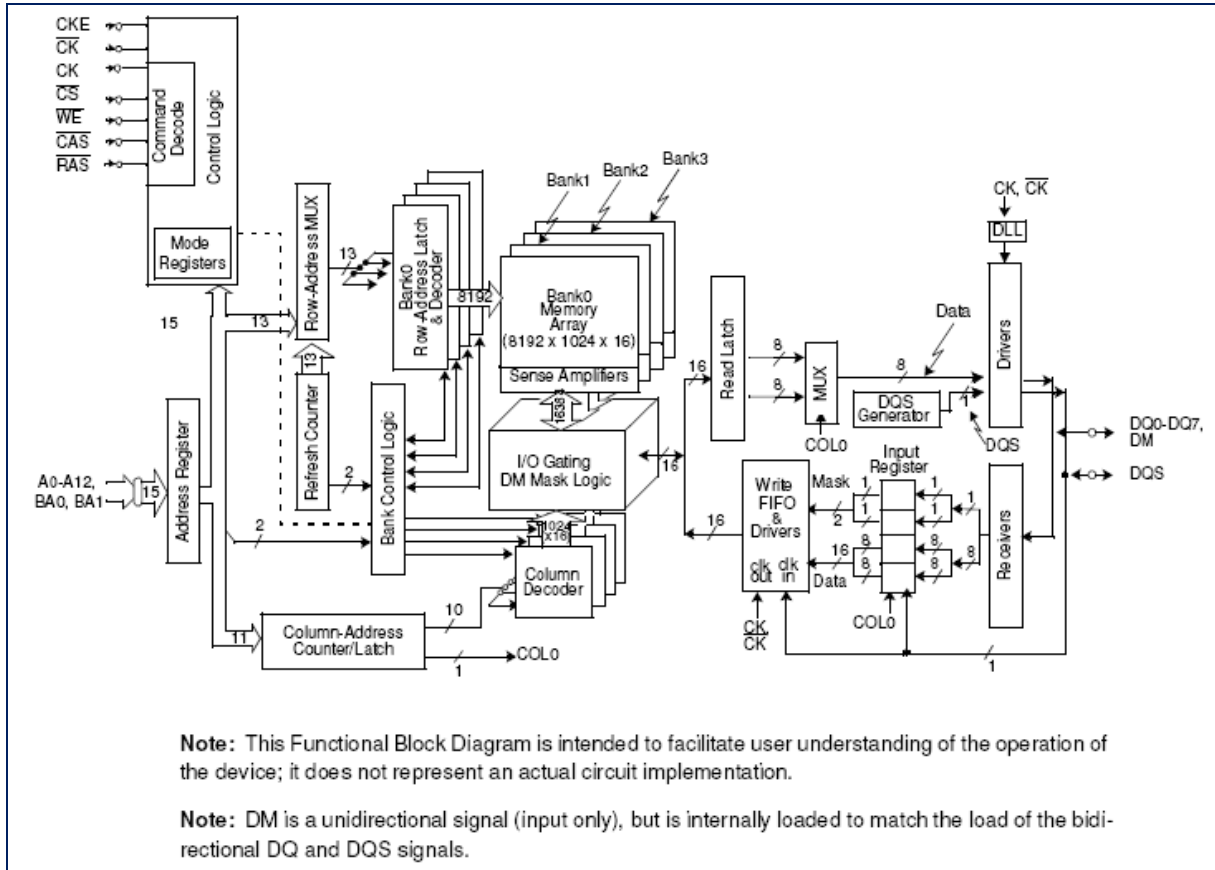 CKE
C̅K̅
CK
C̅S̅
W̅E̅
C̅A̅S̅
R̅A̅S̅
Command
Decode
Control Logic
Mode
Registers
15
13
Row-Address MUX
13
Refresh Counter
13
Bank0
Row-Address Latch
& Decoder
8192
Bank1
Bank2
Bank3
Bank0
Memory
Array
(8192 x 1024 x 16)
Sense Amplifiers
I/O Gating
DM Mask Logic
16
2
Bank Control Logic
1024
x16
Column
Decoder
A0-A12,
BA0, BA1
15
Address Register
2
11
Column-Address
Counter/Latch
10
1
COL0
16
Read Latch
8
8
MUX
COL0
8
Data
DQS
Generator
1
DQS
CK, C̅K̅
DLL
Drivers
DQ0-DQ7,
DM
DQS
16
Write
FIFO
&
Drivers
clk
out
clk
in
CK
C̅K̅
Mask
2
16
Data
1
1
8
8
Input
Register
COL0
1
1
8
8
1
8
Receivers
1
Note: This Functional Block Diagram is intended to facilitate user understanding of the operation of
the device; it does not represent an actual circuit implementation.
Note: DM is a unidirectional signal (input only), but is internally loaded to match the load of the bidi-
rectional DQ and DQS signals.